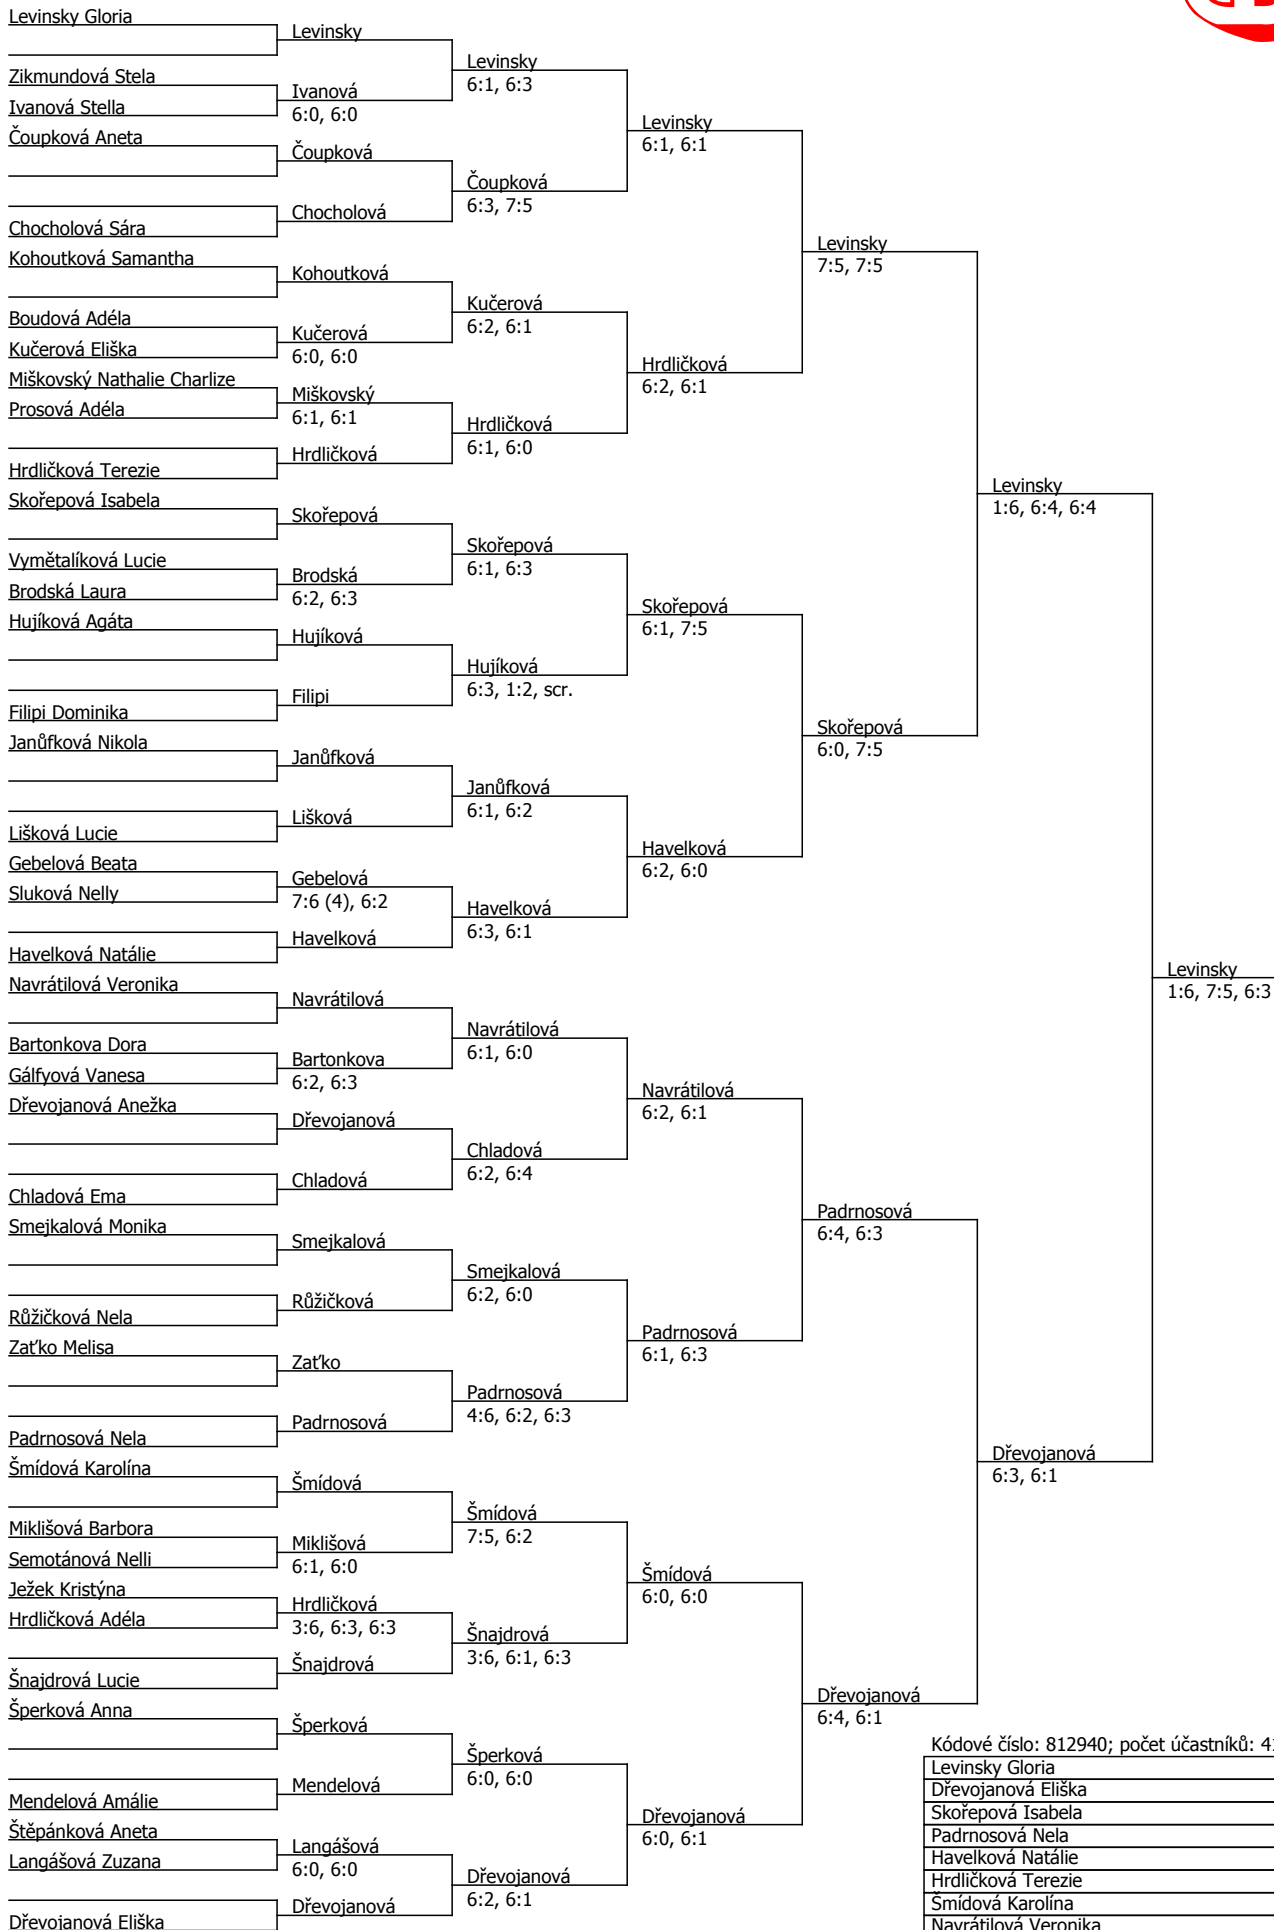 Levinsky Gloria
Zikmundová Stela
Ivanová Stella
Čoupková Aneta
Chocholová Sára
Kohoutková Samantha
Boudová Adéla
Kučerová Eliška
Miškovský Nathalie Charlize
Prosová Adéla
Hrdličková Terezie
Skořepová Isabela
Vymětalíková Lucie
Brodská Laura
Hujíková Agáta
Filipi Dominika
Janůfková Nikola
Lišková Lucie
Gebelová Beata
Sluková Nelly
Havelková Natálie
Navrátilová Veronika
Bartonkova Dora
Gálfyová Vanesa
Dřevojanová Anežka
Chladová Ema
Smejkalová Monika
Růžičková Nela
Zaťko Melisa
Padrnosová Nela
Šmídová Karolína
Miklišová Barbora
Semotánová Nelli
Ježek Kristýna
Hrdličková Adéla
Šnajdrová Lucie
Šperková Anna
Mendelová Amálie
Štěpánková Aneta
Langášová Zuzana
Dřevojanová Eliška
Levinsky
Ivanová
6:0, 6:0
Čoupková
Chocholová
Kohoutková
Kučerová
6:0, 6:0
Miškovský
6:1, 6:1
Hrdličková
Skořepová
Brodská
6:2, 6:3
Hujíková
Filipi
Janůfková
Lišková
Gebelová
7:6 (4), 6:2
Havelková
Navrátilová
Bartonkova
6:2, 6:3
Dřevojanová
Chladová
Smejkalová
Růžičková
Zaťko
Padrnosová
Šmídová
Miklišová
6:1, 6:0
Hrdličková
3:6, 6:3, 6:3
Šnajdrová
Šperková
Mendelová
Langášová
6:0, 6:0
Dřevojanová
Levinsky
6:1, 6:3
Čoupková
6:3, 7:5
Kučerová
6:2, 6:1
Hrdličková
6:1, 6:0
Skořepová
6:1, 6:3
Hujíková
6:3, 1:2, scr.
Janůfková
6:1, 6:2
Havelková
6:3, 6:1
Navrátilová
6:1, 6:0
Chladová
6:2, 6:4
Smejkalová
6:2, 6:0
Padrnosová
4:6, 6:2, 6:3
Šmídová
7:5, 6:2
Šnajdrová
3:6, 6:1, 6:3
Šperková
6:0, 6:0
Dřevojanová
6:2, 6:1
Levinsky
6:1, 6:1
Hrdličková
6:2, 6:1
Skořepová
6:1, 7:5
Havelková
6:2, 6:0
Navrátilová
6:2, 6:1
Padrnosová
6:1, 6:3
Šmídová
6:0, 6:0
Dřevojanová
6:0, 6:1
Levinsky
7:5, 7:5
Skořepová
6:0, 7:5
Padrnosová
6:4, 6:3
Dřevojanová
6:4, 6:1
Levinsky
1:6, 6:4, 6:4
Dřevojanová
6:3, 6:1
Levinsky
1:6, 7:5, 6:3
Kódové číslo: 812940; počet účastníků:
Levinsky Gloria
Dřevojanová Eliška
Skořepová Isabela
Padrnosová Nela
Havelková Natálie
Hrdličková Terezie
Šmídová Karolína
Navrátilová Veronika